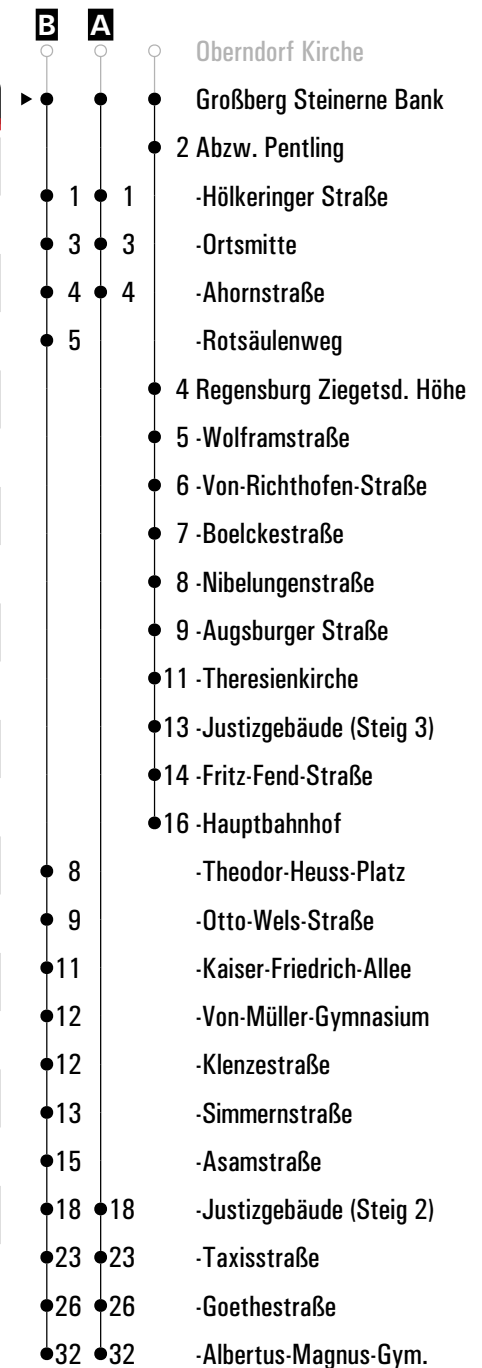 B A
Oberndorf Kirche
Großberg Steinerne Bank
2 Abzw. Pentling
1 1 -Hölkeringer Straße
3 3 -Ortsmitte
4 4 -Ahornstraße
5 -Rotsäulenweg
4 Regensburg Ziegetsd. Höhe
5 -Wolframstraße
6 -Von-Richthofen-Straße
7 -Boelckestraße
8 -Nibelungenstraße
9 -Augsburger Straße
11 -Theresienkirche
13 -Justizgebäude (Steig 3)
14 -Fritz-Fend-Straße
16 -Hauptbahnhof
8 -Theodor-Heuss-Platz
9 -Otto-Wels-Straße
11 -Kaiser-Friedrich-Allee
12 -Von-Müller-Gymnasium
12 -Klenzestraße
13 -Simmernstraße
15 -Asamstraße
18 18 -Justizgebäude (Steig 2)
23 23 -Taxisstraße
26 26 -Goethestraße
32 32 -Albertus-Magnus-Gym.